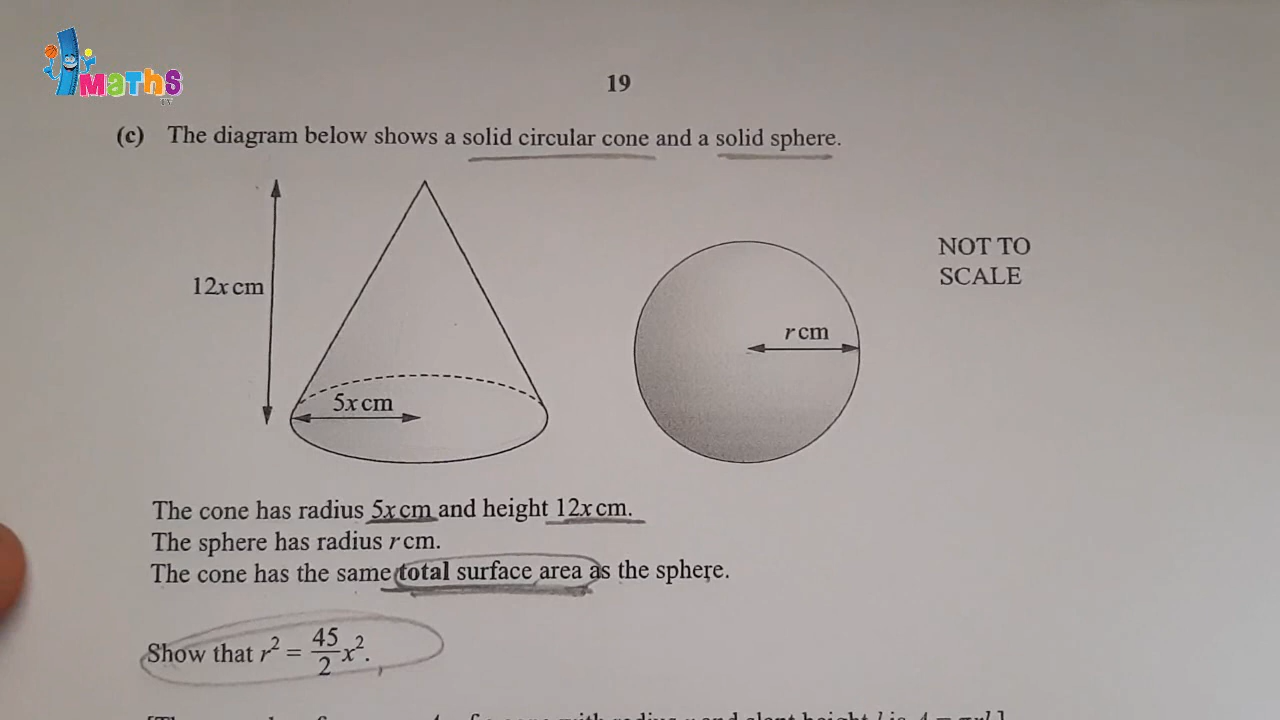 maths
TV
19
(c) The diagram below shows a solid circular cone and a solid sphere.
NOT TO
SCALE
12x cm
r cm
5x cm
The cone has radius 5x cm and height 12x cm.
The sphere has radius r cm.
The cone has the same total surface area as the sphere.
Show that r² = 45/2 x².